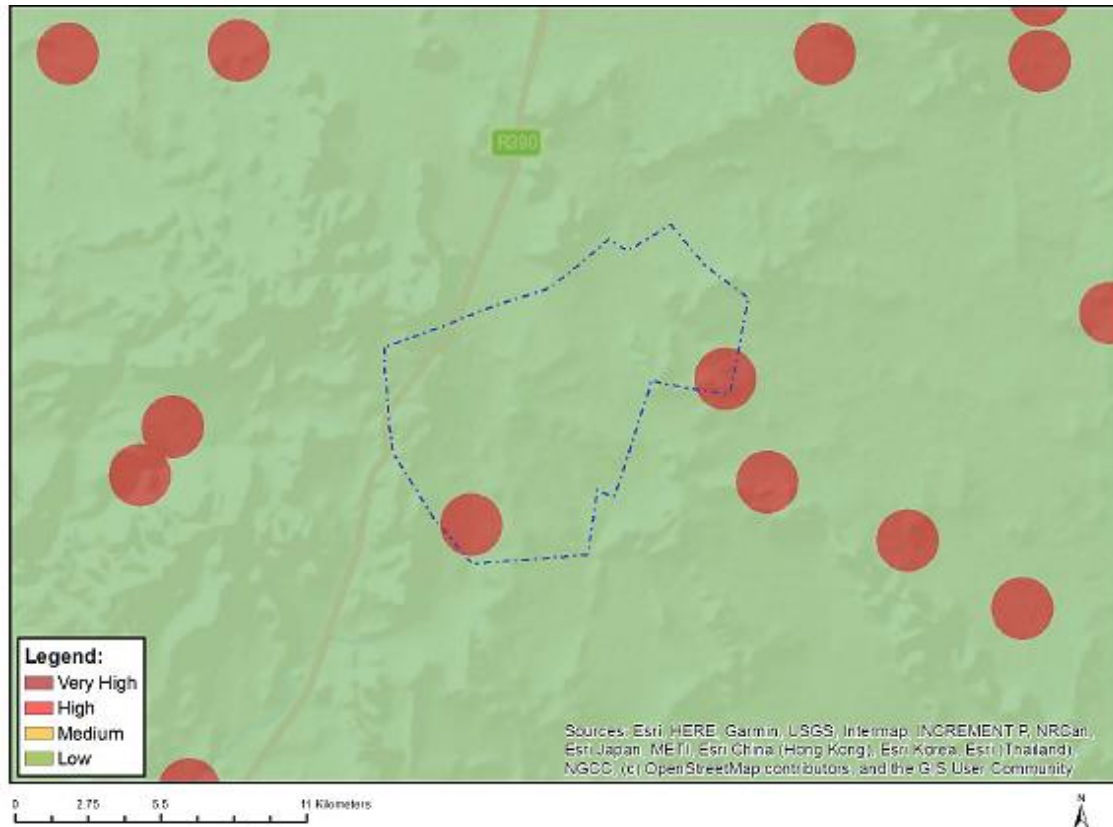 R390
Legend:
Very High
High
Medium
Low
Sources: Esri, HERE, Garmin, USGS, Intermap, INCREMENT P, NRCan,
Esri Japan, METI, Esri China (Hong Kong), Esri Korea, Esri (Thailand),
NGCC, (c) OpenStreetMap contributors, and the GIS User Community
0 2.75 5.5 11 Kilometers
N